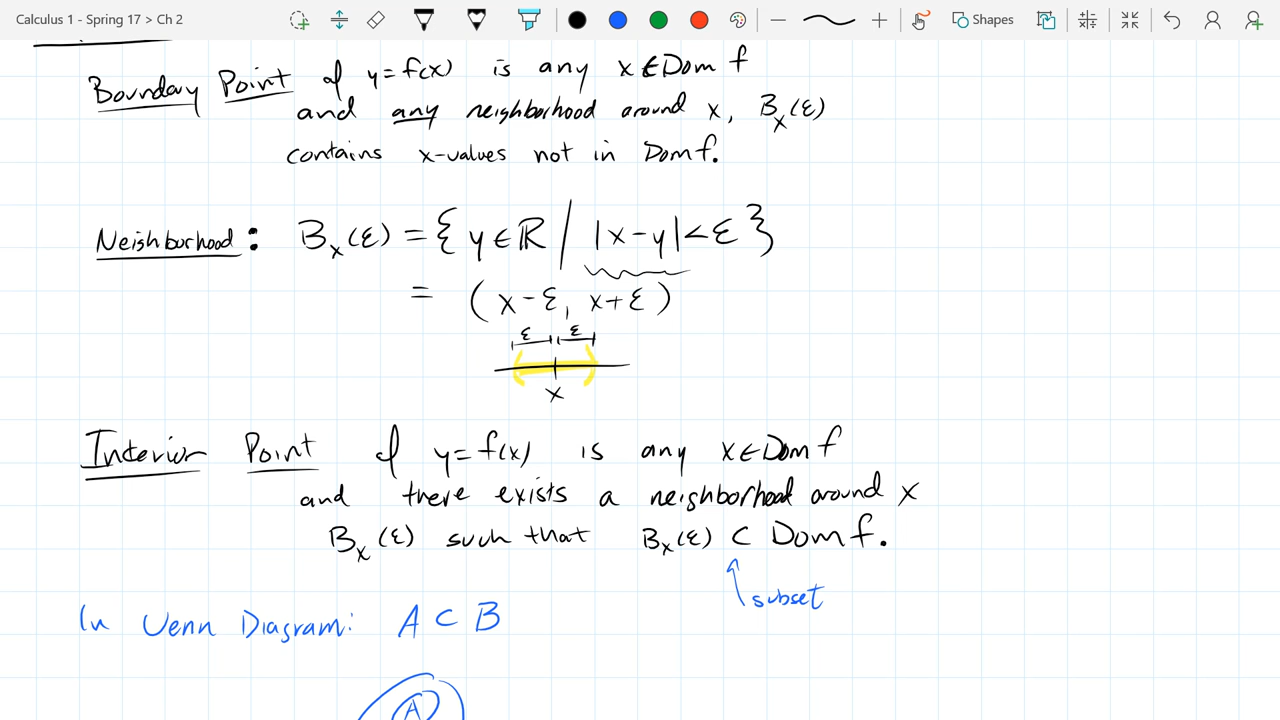 Calculus 1 - Spring 17 > Ch 2
Shapes
Boundary Point of y=f(x) is any x∈Dom f
and any neighborhood around x, Bx(ε)
contains x-values not in Dom f.
Neighborhood: Bx(ε) = { y∈ℝ / |x-y|<ε }
= (x-ε, x+ε)
ε ε
x
Interior Point of y=f(x) is any x∈Dom f
and there exists a neighborhood around x
Bx(ε) such that Bx(ε) ⊂ Dom f.
subset
In Venn Diagram: A ⊂ B
A